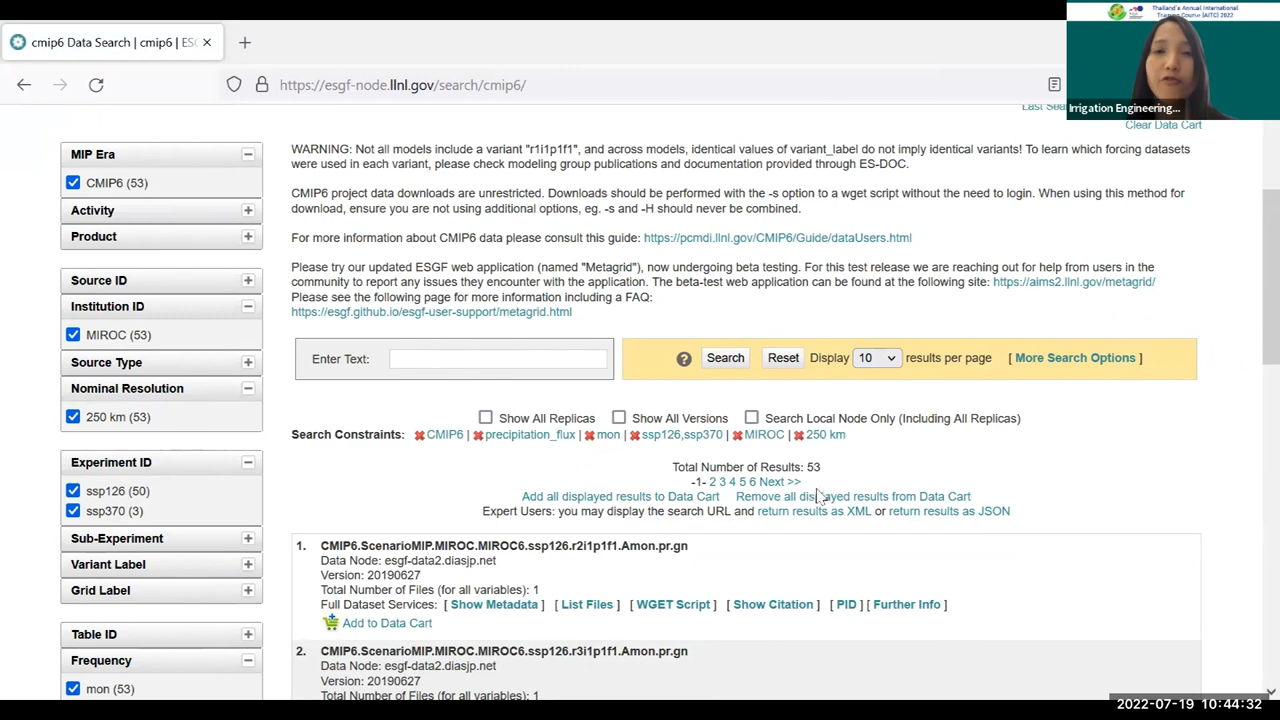 cmip6 Data Search | cmip6 | ES
Thailand's Annual International
Training Course (AITC) 2022
https://esgf-node.llnl.gov/search/cmip6/
Irrigation Engineering...
Clear Data Cart
MIP Era
CMIP6 (53)
Activity
Product
Source ID
Institution ID
MIROC (53)
Source Type
Nominal Resolution
250 km (53)
Experiment ID
ssp126 (50)
ssp370 (3)
Sub-Experiment
Variant Label
Grid Label
Table ID
Frequency
mon (53)
WARNING: Not all models include a variant "r1i1p1f1", and across models, identical values of variant_label do not imply identical variants! To learn which forcing datasets
were used in each variant, please check modeling group publications and documentation provided through ES-DOC.
CMIP6 project data downloads are unrestricted. Downloads should be performed with the -s option to a wget script without the need to login. When using this method for
download, ensure you are not using additional options, eg. -s and -H should never be combined.
For more information about CMIP6 data please consult this guide: https://pcmdi.llnl.gov/CMIP6/Guide/dataUsers.html
Please try our updated ESGF web application (named "Metagrid"), now undergoing beta testing. For this test release we are reaching out for help from users in the
community to report any issues they encounter with the application. The beta-test web application can be found at the following site: https://aims2.llnl.gov/metagrid/
Please see the following page for more information including a FAQ:
https://esgf.github.io/esgf-user-support/metagrid.html
Enter Text:
Search Reset Display 10 results per page [ More Search Options ]
Show All Replicas Show All Versions Search Local Node Only (Including All Replicas)
Search Constraints: CMIP6 | precipitation_flux | mon | ssp126,ssp370 | MIROC | 250 km
Total Number of Results: 53
-1- 2 3 4 5 6 Next >>
Add all displayed results to Data Cart Remove all displayed results from Data Cart
Expert Users: you may display the search URL and return results as XML or return results as JSON
1. CMIP6.ScenarioMIP.MIROC.MIROC6.ssp126.r2i1p1f1.Amon.pr.gn
Data Node: esgf-data2.diasjp.net
Version: 20190627
Total Number of Files (for all variables): 1
Full Dataset Services: [ Show Metadata ] [ List Files ] [ WGET Script ] [ Show Citation ] [ PID ] [ Further Info ]
Add to Data Cart
2. CMIP6.ScenarioMIP.MIROC.MIROC6.ssp126.r3i1p1f1.Amon.pr.gn
Data Node: esgf-data2.diasjp.net
Version: 20190627
Total Number of Files (for all variables): 1
2022-07-19 10:44:32